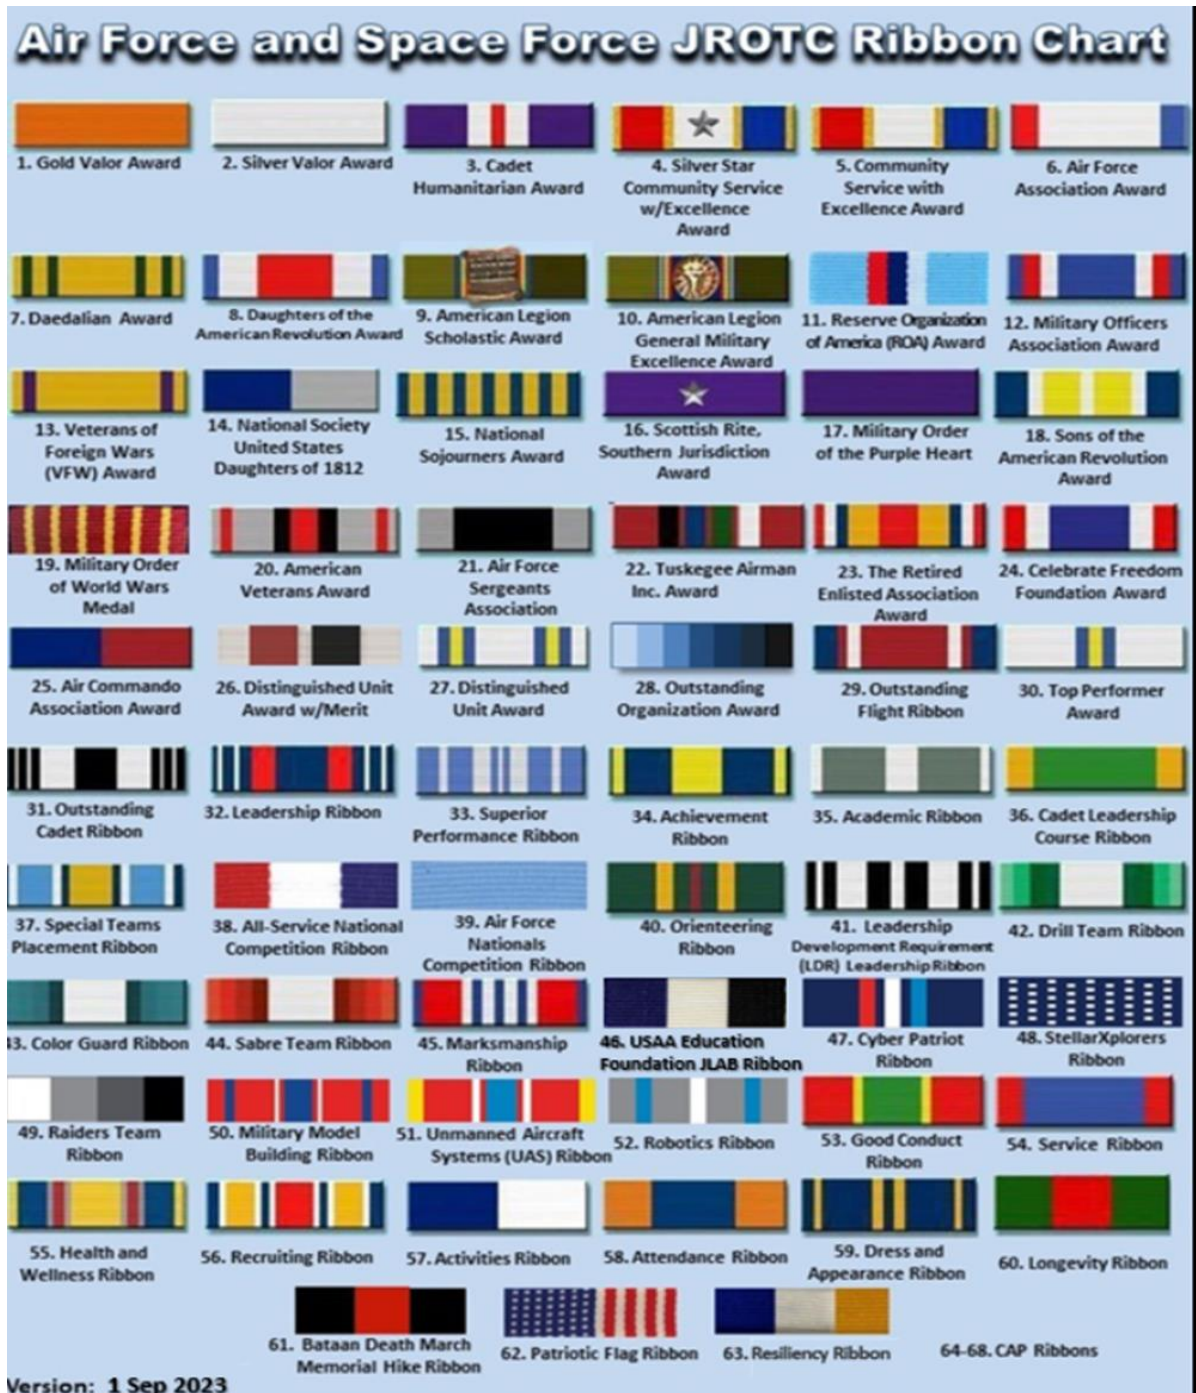 Air Force and Space Force JROTC Ribbon Chart
1. Gold Valor Award
2. Silver Valor Award
3. Cadet
Humanitarian Award
4. Silver Star
Community Service
w/Excellence
Award
5. Community
Service with
Excellence Award
6. Air Force
Association Award
7. Daedalian Award
8. Daughters of the
American Revolution Award
9. American Legion
Scholastic Award
10. American Legion
General Military
Excellence Award
11. Reserve Organization
of America (ROA) Award
12. Military Officers
Association Award
13. Veterans of
Foreign Wars
(VFW) Award
14. National Society
United States
Daughters of 1812
15. National
Sojourners Award
16. Scottish Rite,
Southern Jurisdiction
Award
17. Military Order
of the Purple Heart
18. Sons of the
American Revolution
Award
19. Military Order
of World Wars
Medal
20. American
Veterans Award
21. Air Force
Sergeants
Association
22. Tuskegee Airman
Inc. Award
23. The Retired
Enlisted Association
Award
24. Celebrate Freedom
Foundation Award
25. Air Commando
Association Award
26. Distinguished Unit
Award w/Merit
27. Distinguished
Unit Award
28. Outstanding
Organization Award
29. Outstanding
Flight Ribbon
30. Top Performer
Award
31. Outstanding
Cadet Ribbon
32. Leadership Ribbon
33. Superior
Performance Ribbon
34. Achievement
Ribbon
35. Academic Ribbon
36. Cadet Leadership
Course Ribbon
37. Special Teams
Placement Ribbon
38. All-Service National
Competition Ribbon
39. Air Force
Nationals
Competition Ribbon
40. Orienteering
Ribbon
41. Leadership
Development Requirement
(LDR) Leadership Ribbon
42. Drill Team Ribbon
43. Color Guard Ribbon
44. Sabre Team Ribbon
45. Marksmanship
Ribbon
46. USAA Education
Foundation JLAB Ribbon
47. Cyber Patriot
Ribbon
48. StellarXplorers
Ribbon
49. Raiders Team
Ribbon
50. Military Model
Building Ribbon
51. Unmanned Aircraft
Systems (UAS) Ribbon
52. Robotics Ribbon
53. Good Conduct
Ribbon
54. Service Ribbon
55. Health and
Wellness Ribbon
56. Recruiting Ribbon
57. Activities Ribbon
58. Attendance Ribbon
59. Dress and
Appearance Ribbon
60. Longevity Ribbon
61. Bataan Death March
Memorial Hike Ribbon
62. Patriotic Flag Ribbon
63. Resiliency Ribbon
64-68. CAP Ribbons
Version: 1 Sep 2023